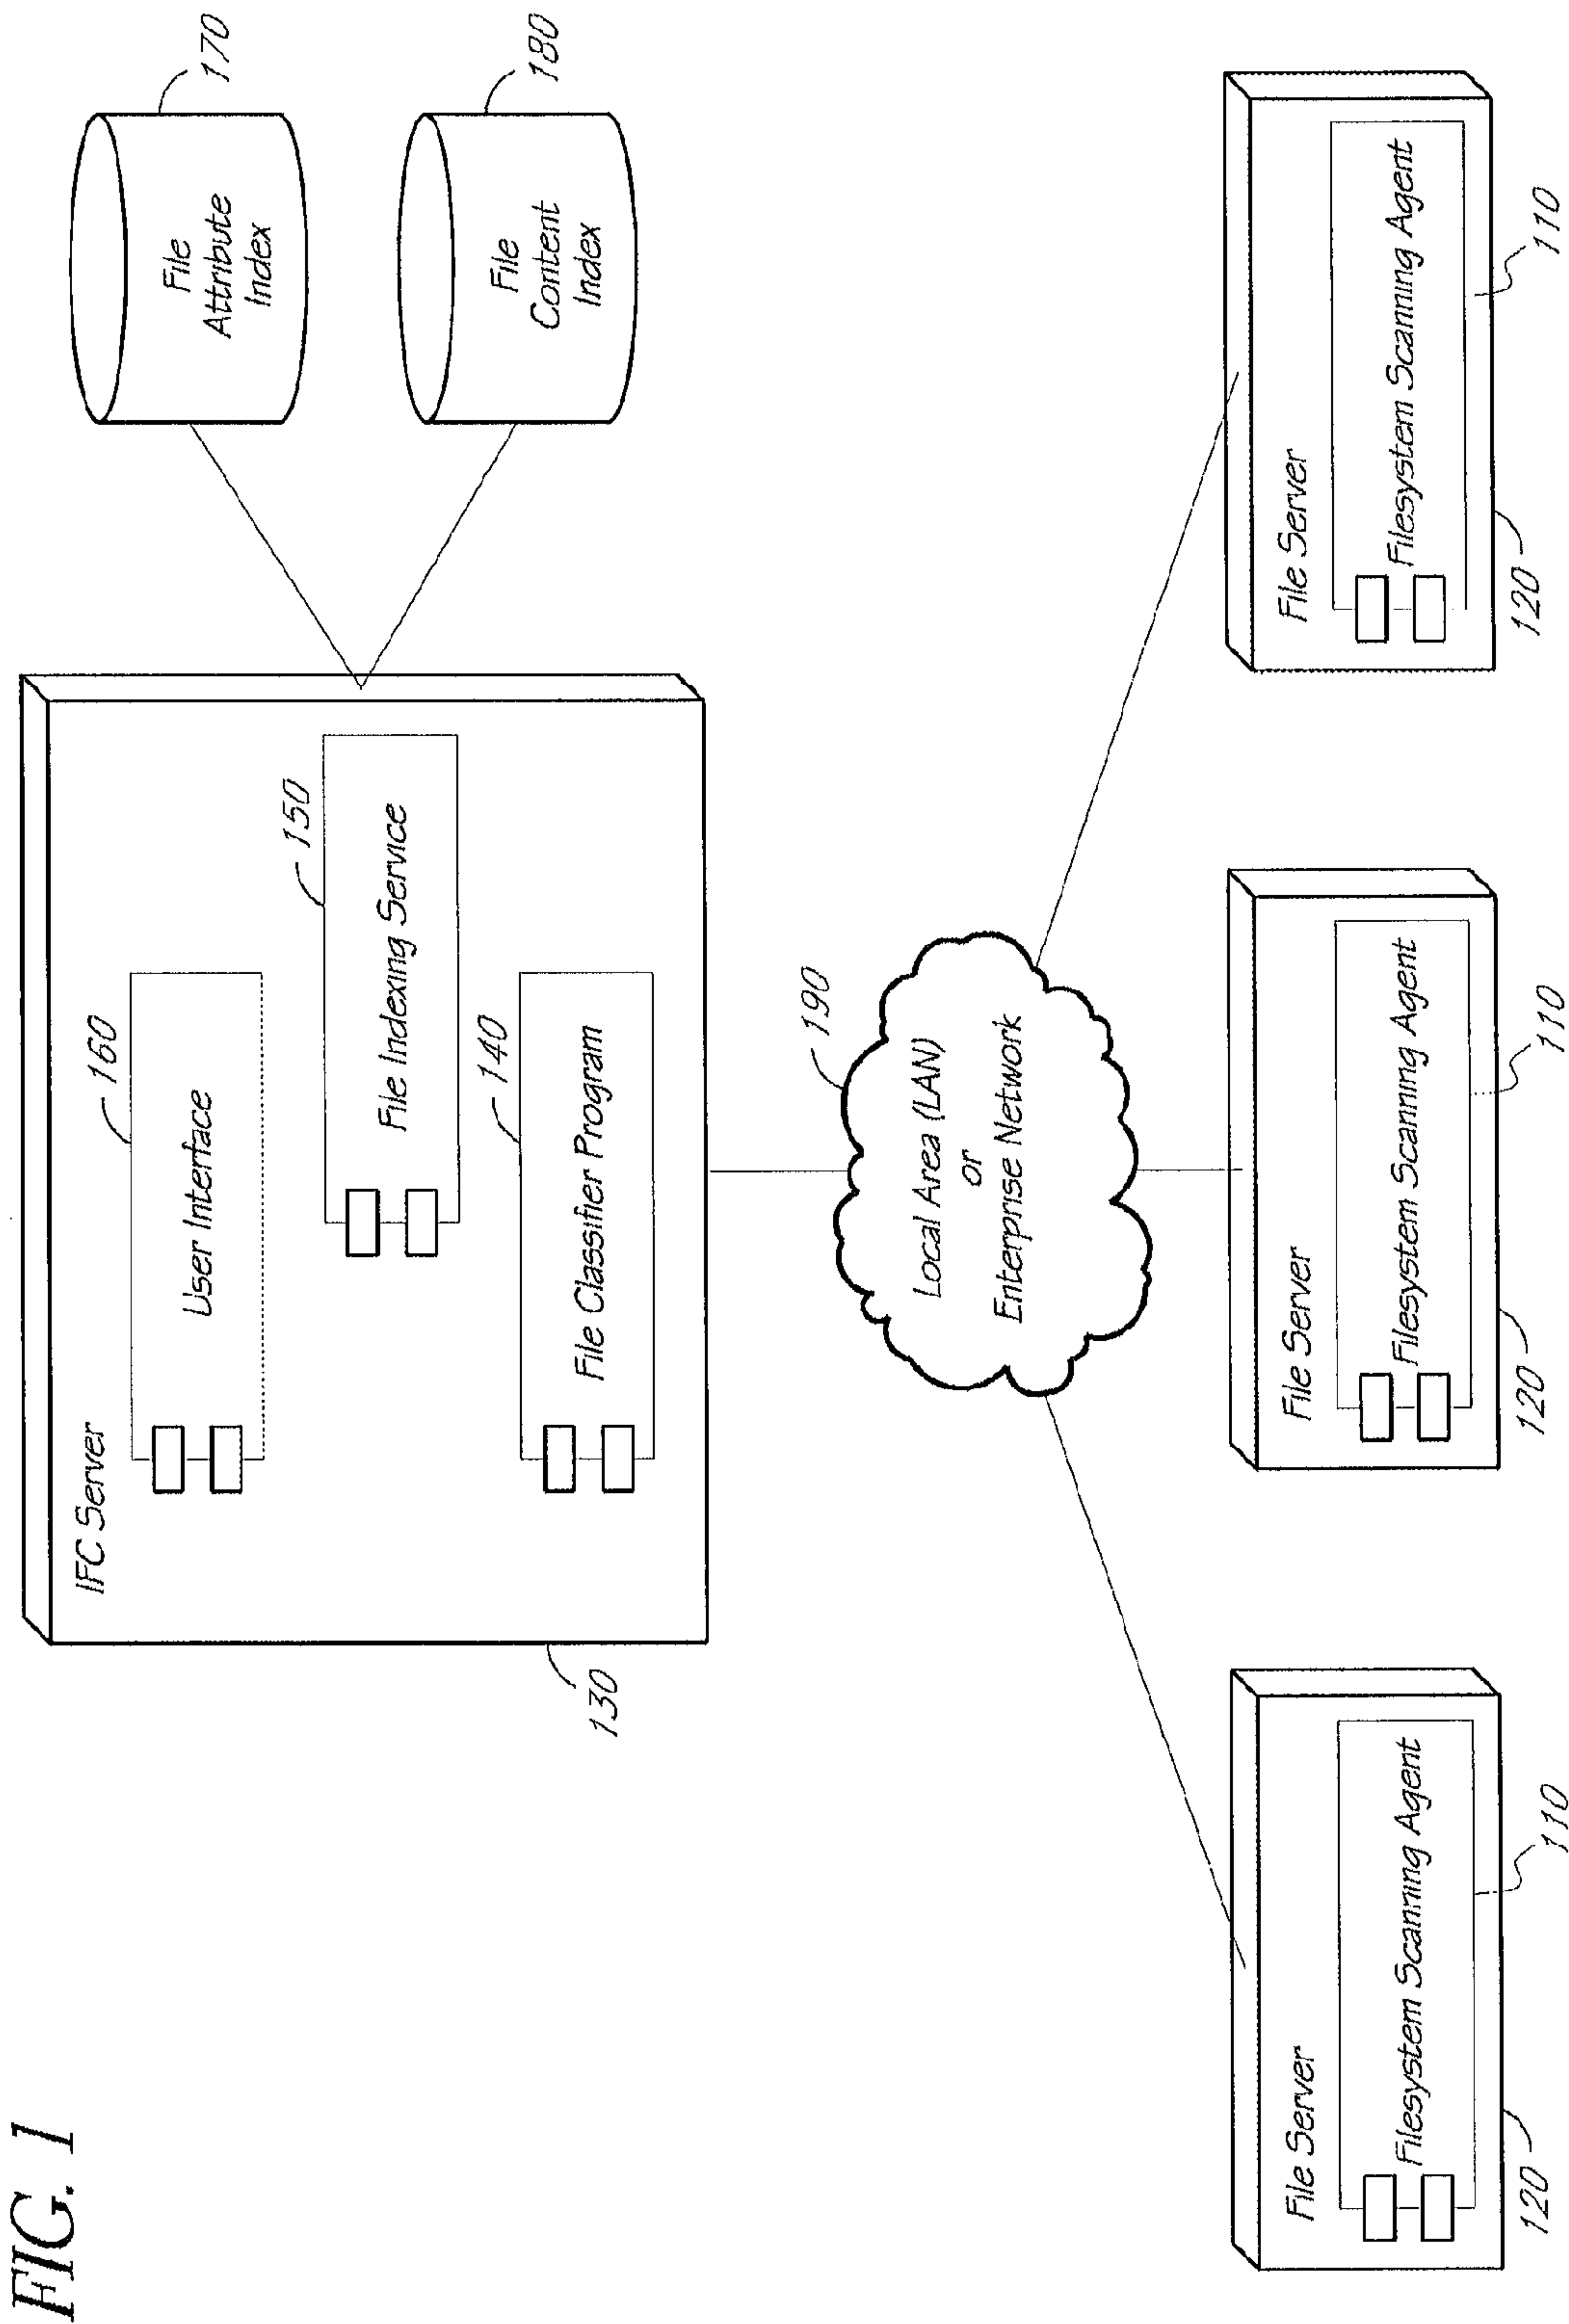 FIG. 1
IFC Server
130
User Interface
160
File Indexing Service
150
File Classifier Program
140
File
Attribute
Index
170
File
Content
Index
180
Local Area (LAN)
or
Enterprise Network
190
File Server
Filesystem Scanning Agent
120
110
File Server
Filesystem Scanning Agent
120
110
File Server
Filesystem Scanning Agent
120
110